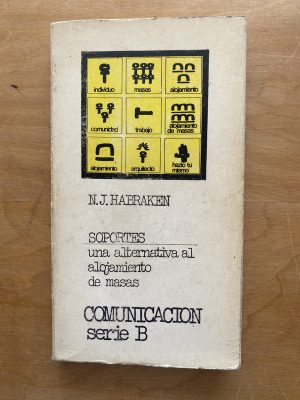 individuo
masas
alojamiento
comunidad
trabajo
alojamiento
de masas
alojamiento
arquitecto
hazlo tu
mismo
N.J. HABRAKEN
SOPORTES
una alternativa al
alojamiento
de masas
COMUNICACION
serie B